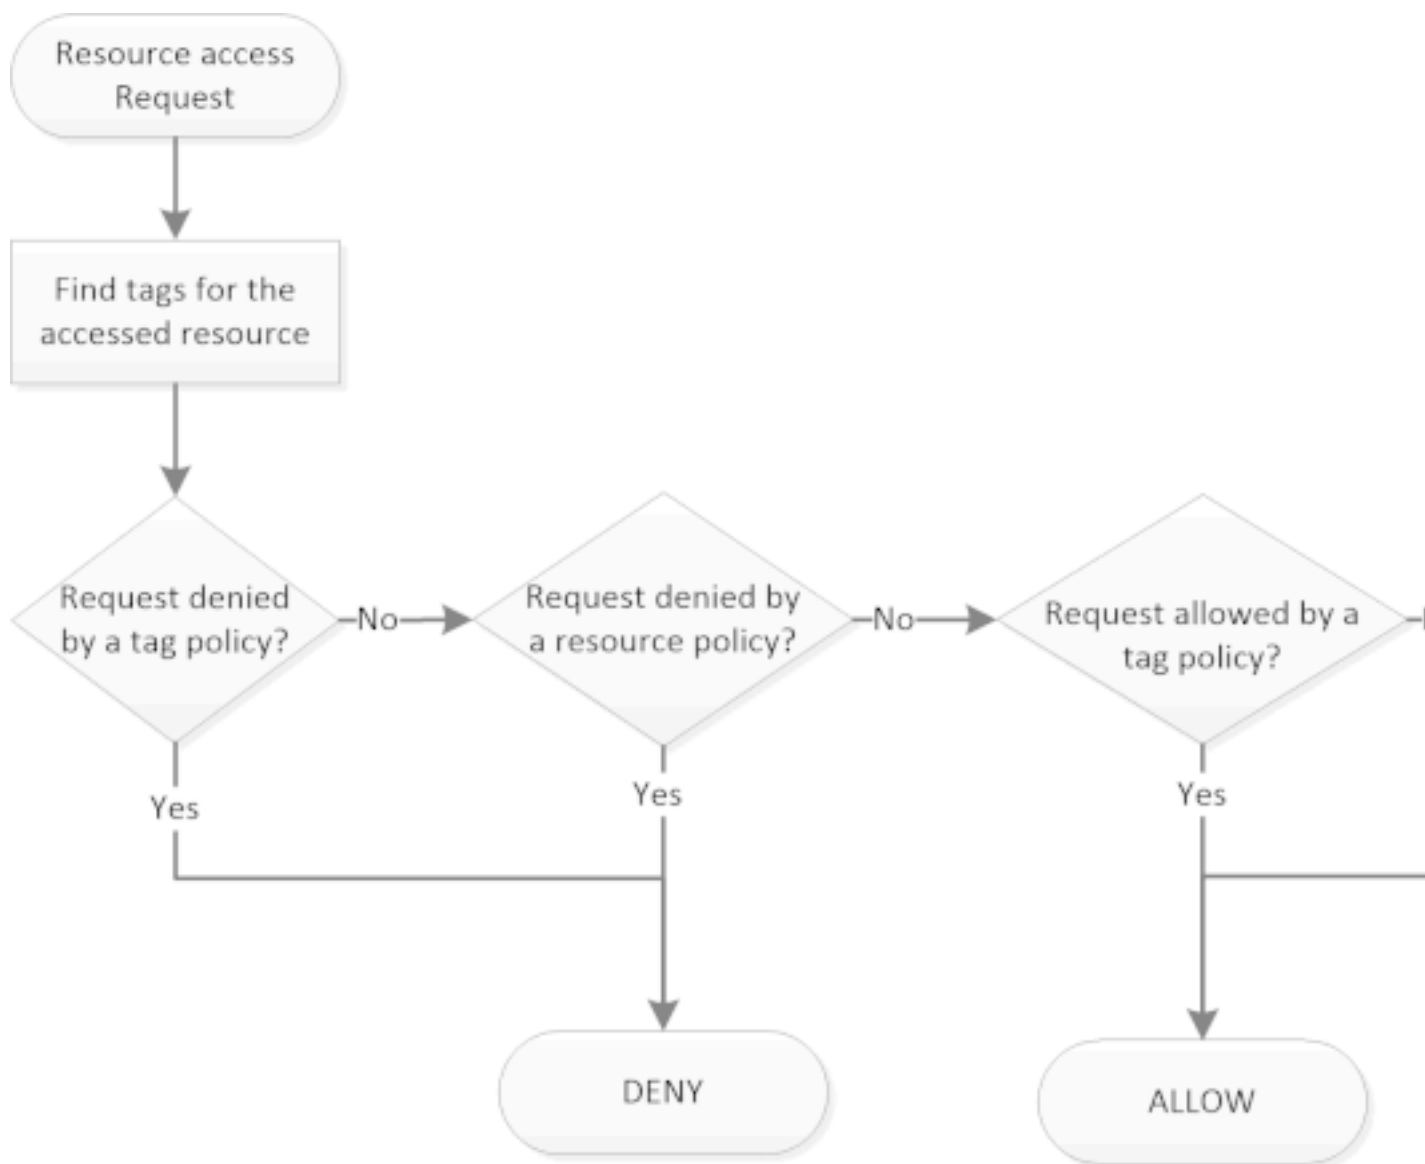 Resource access
Request
Find tags for the
accessed resource
Request denied
by a tag policy?
No
Request denied by
a resource policy?
No
Request allowed by a
tag policy?
Yes
Yes
Yes
DENY
ALLOW